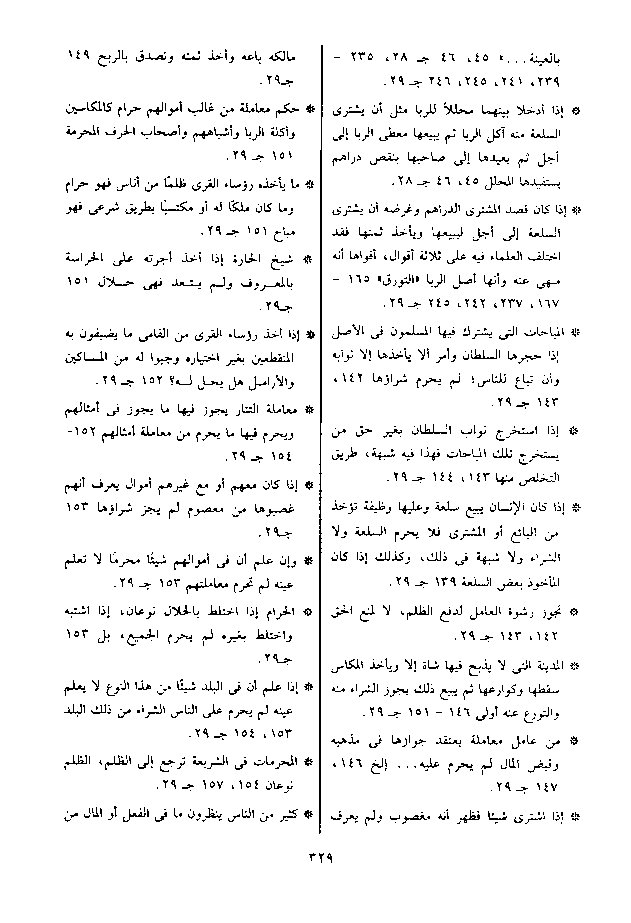 بالعينة...» ٤٥، ٤٦ جـ ٢٨، ٢٣٥ –
٢٣٩، ٢٤١، ٢٤٥، ٢٤٦ جـ ٢٩.
* إذا أدخلا بينهما محللاً للربا مثل أن يشترى
السلعة منه آكل الربا ثم يبيعها معطى الربا إلى
أجل ثم يعيدها إلى صاحبها بنقص دراهم
يستفيدها المحلل ٤٥، ٤٦ جـ ٢٨.
* إذا كان قصد المشترى الدراهم وغرضه أن يشترى
السلعة إلى أجل ليبيعها ويأخذ ثمنها فقد
اختلف العلماء فيه على ثلاثة أقوال، أقواها أنه
منهى عنه وأنها أصل الربا «التورق» ١٦٥ –
١٦٧، ٢٣٧، ٢٤٢، ٢٤٥ جـ ٢٩.
* المباحات التى يشترك فيها المسلمون فى الأصل
إذا حجرها السلطان وأمر ألا يأخذها إلا نوابه
وأن تباع للناس؛ لم يحرم شراؤها ١٤٢،
١٤٣ جـ ٢٩.
* إذا استخرج نواب السلطان بغير حق من
يستخرج تلك المباحات فهذا فيه شبهة، طريق
التخلص منها ١٤٣، ١٤٤ جـ ٢٩.
* إذا كان الإنسان يبيع سلعة وعليها وظيفة تؤخذ
من البائع أو المشترى فلا يحرم السلعة ولا
الشراء ولا شبهة فى ذلك، وكذلك إذا كان
المأخوذ بعض السلعة ١٣٩ جـ ٢٩.
* تجوز رشوة العامل لدفع الظلم، لا لمنع الحق
١٤٢، ١٤٣ جـ ٢٩.
* المدينة التى لا يذبح فيها شاة إلا ويأخذ المكاس
سقطها وكوارعها ثم يبيع ذلك يجوز الشراء منه
والتورع عنه أولى ١٤٦ – ١٥١ جـ ٢٩.
* من عامل معاملة يعتقد جوازها فى مذهبه
وقبض المال لم يحرم عليه... إلخ ١٤٦،
١٤٧ جـ ٢٩.
* إذا اشترى شيئا فظهر أنه مغصوب ولم يعرف
مالكه باعه وأخذ ثمنه وتصدق بالربح ١٤٩
جـ٢٩.
* حكم معاملة من غالب أموالهم حرام كالمكاسين
وأكلة الربا وأشباههم وأصحاب الحرف المحرمة
١٥١ جـ ٢٩.
* ما يأخذه رؤساء القرى ظلمًا من أناس فهو حرام
وما كان ملكًا له أو مكتسبًا بطريق شرعى فهو
مباح ١٥١ جـ ٢٩.
* شيخ الحارة إذا أخذ أجرته على الحراسة
بالمعروف ولم يتعد فهى حلال ١٥١
جـ٢٩.
* إذا أخذ رؤساء القرى من القامى ما يضيفون به
المنقطعين بغير اختياره وجبوا له من المساكين
والأرامل هل يحل له؟ ١٥٢ جـ ٢٩.
* معاملة التتار يجوز فيها ما يجوز فى أمثالهم
ويحرم فيها ما يحرم من معاملة أمثالهم ١٥٢-
١٥٤ جـ ٢٩.
* إذا كان معهم أو مع غيرهم أموال يعرف أنهم
غصبوها من معصوم لم يجز شراؤها ١٥٣
جـ٢٩.
* وإن علم أن فى أموالهم شيئًا محرمًا لا تعلم
عينه لم تحرم معاملتهم ١٥٣ جـ ٢٩.
* الحرام إذا اختلط بالحلال نوعان، إذا اشتبه
واختلط بغيره لم يحرم الجميع، بل ١٥٣
جـ٢٩.
* إذا علم أن فى البلد شيئًا من هذا النوع لا يعلم
عينه لم يحرم على الناس الشراء من ذلك البلد
١٥٣، ١٥٤ جـ ٢٩.
* المحرمات فى الشريعة ترجع إلى الظلم، الظلم
نوعان ١٥٤، ١٥٧ جـ ٢٩.
* كثير من الناس ينظرون ما فى الفعل أو المال من
٣٢٩